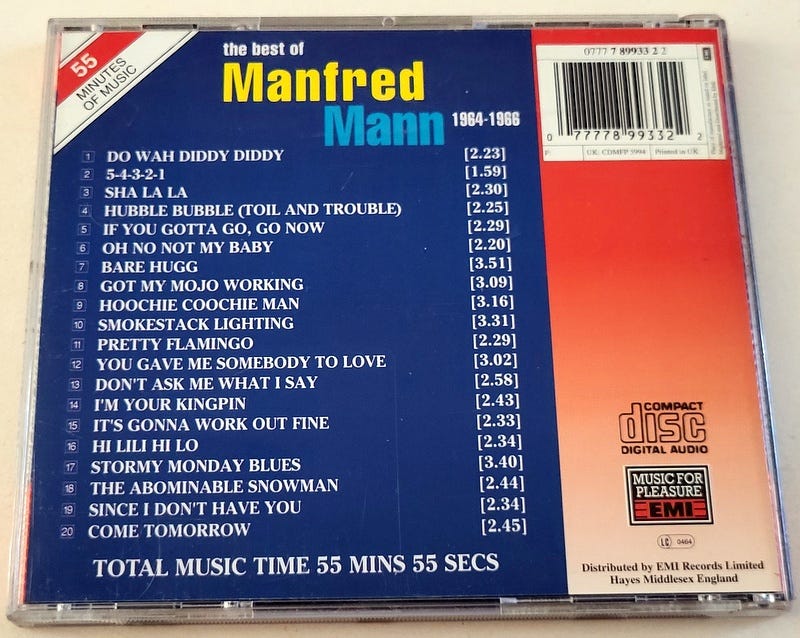 55
MINUTES
OF MUSIC
the best of
Manfred
Mann 1964-1966
1 DO WAH DIDDY DIDDY [2.23]
2 5-4-3-2-1 [1.59]
3 SHA LA LA [2.30]
4 HUBBLE BUBBLE (TOIL AND TROUBLE) [2.25]
5 IF YOU GOTTA GO, GO NOW [2.29]
6 OH NO NOT MY BABY [2.20]
7 BARE HUGG [3.51]
8 GOT MY MOJO WORKING [3.09]
9 HOOCHIE COOCHIE MAN [3.16]
10 SMOKESTACK LIGHTING [3.31]
11 PRETTY FLAMINGO [2.29]
12 YOU GAVE ME SOMEBODY TO LOVE [3.02]
13 DON'T ASK ME WHAT I SAY [2.58]
14 I'M YOUR KINGPIN [2.43]
15 IT'S GONNA WORK OUT FINE [2.33]
16 HI LILI HI LO [2.34]
17 STORMY MONDAY BLUES [3.40]
18 THE ABOMINABLE SNOWMAN [2.44]
19 SINCE I DON'T HAVE YOU [2.34]
20 COME TOMORROW [2.45]
TOTAL MUSIC TIME 55 MINS 55 SECS
0777 7 89933 2 2
0 77778 99332 2
UK: CDMFP 5994 Printed in UK
COMPACT
disc
DIGITAL AUDIO
MUSIC FOR
PLEASURE
EMI
LC 0464
Distributed by EMI Records Limited
Hayes Middlesex England